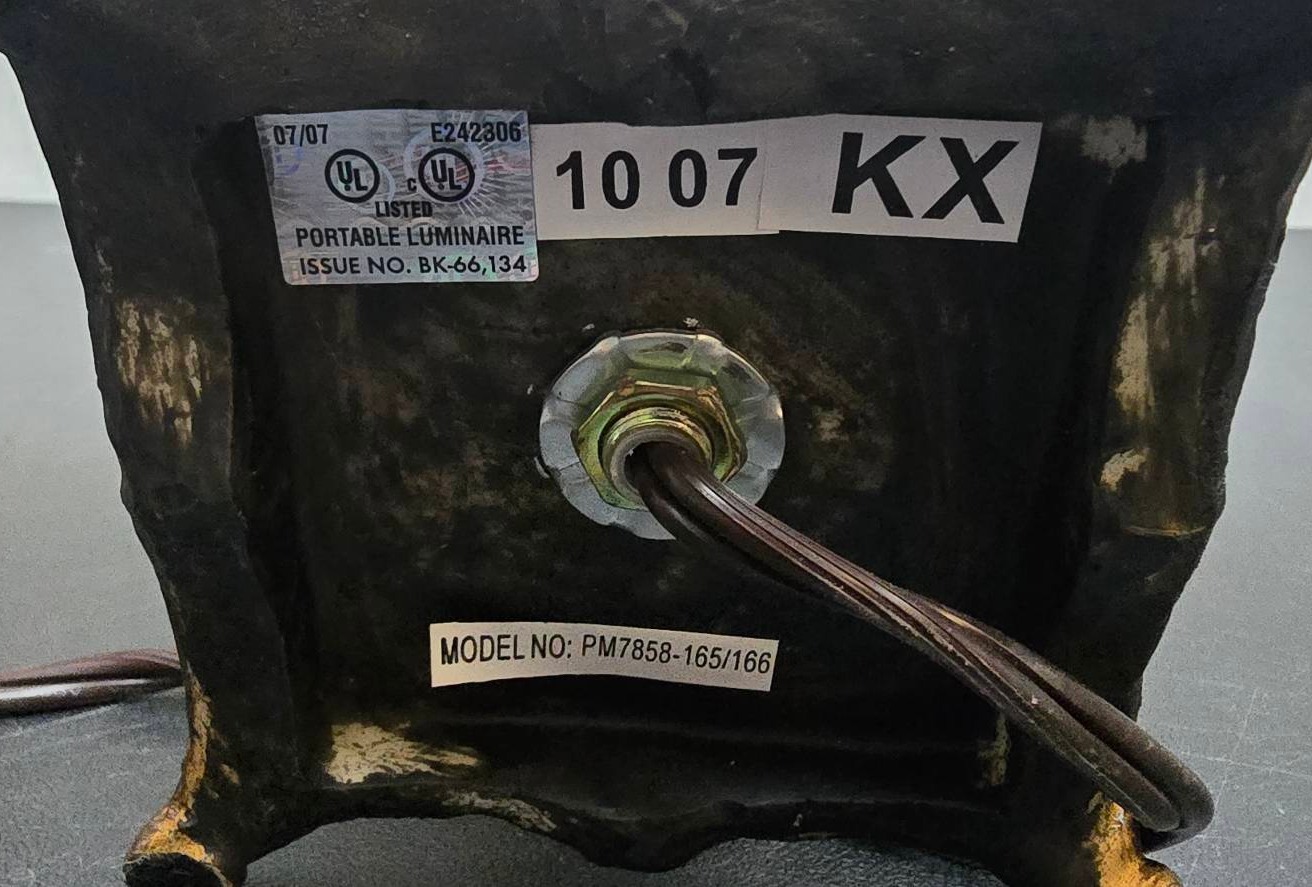 07/07 E242306
UL c UL
LISTED
PORTABLE LUMINAIRE
ISSUE NO. BK-66,134
10 07
KX
MODEL NO: PM7858-165/166